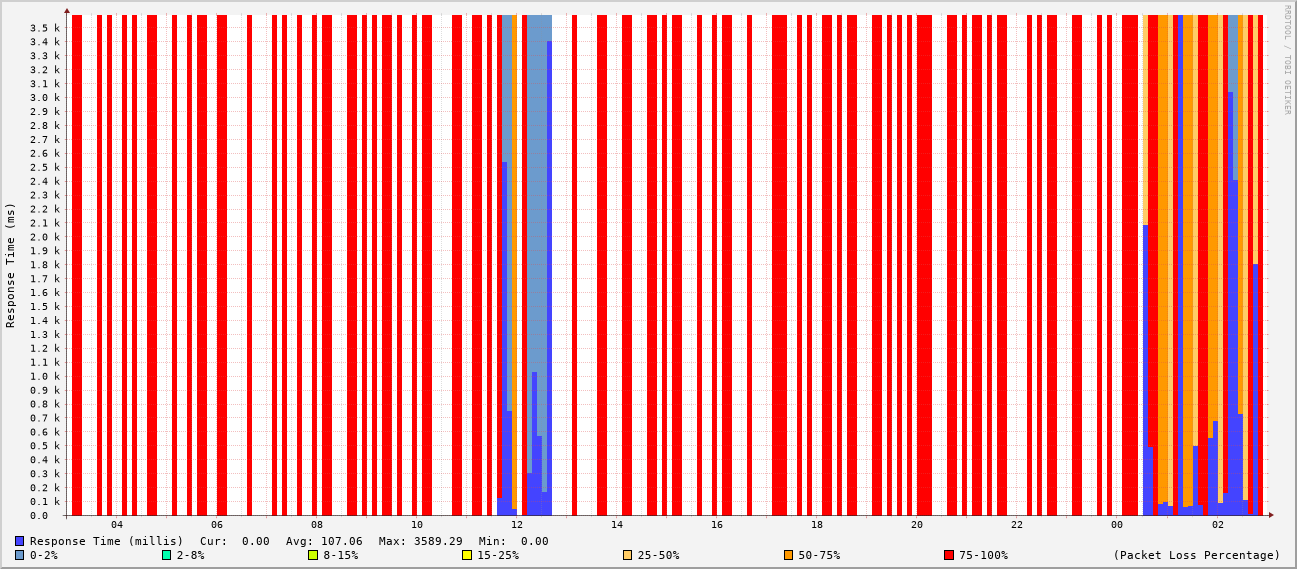 RRDTOOL / TOBI OETIKER
Response Time (ms)
3.5 k
3.4 k
3.3 k
3.2 k
3.1 k
3.0 k
2.9 k
2.8 k
2.7 k
2.6 k
2.5 k
2.4 k
2.3 k
2.2 k
2.1 k
2.0 k
1.9 k
1.8 k
1.7 k
1.6 k
1.5 k
1.4 k
1.3 k
1.2 k
1.1 k
1.0 k
0.9 k
0.8 k
0.7 k
0.6 k
0.5 k
0.4 k
0.3 k
0.2 k
0.1 k
0.0
04 06 08 10 12 14 16 18 20 22 00 02
Response Time (millis) Cur: 0.00 Avg: 107.06 Max: 3589.29 Min: 0.00
0-2% 2-8% 8-15% 15-25% 25-50% 50-75% 75-100% (Packet Loss Percentage)